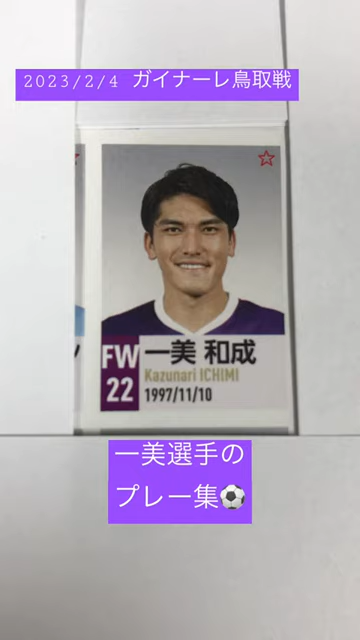 2023/2/4 ガイナーレ鳥取戦
FW
22
一美 和成
Kazunari ICHIMI
1997/11/10
一美選手の
プレー集⚽